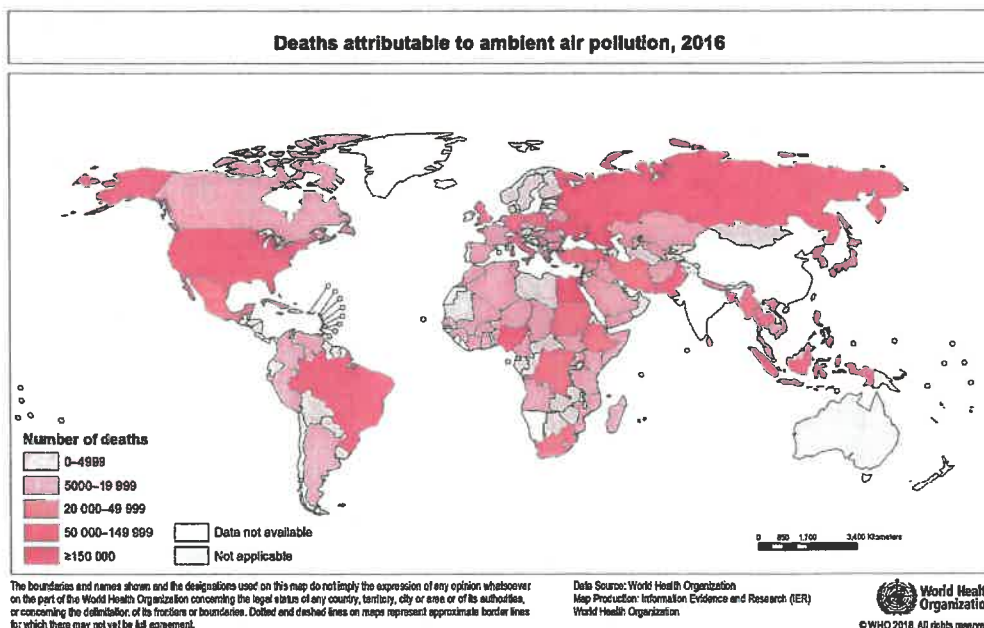 Deaths attributable to ambient air pollution, 2016
Number of deaths
0–4999
5000–19 999
20 000–49 999
50 000–149 999
≥150 000
Data not available
Not applicable
0 850 1,700 3,400 Kilometers
The boundaries and names shown and the designations used on this map do not imply the expression of any opinion whatsoever
on the part of the World Health Organization concerning the legal status of any country, territory, city or area or of its authorities,
or concerning the delimitation of its frontiers or boundaries. Dotted and dashed lines on maps represent approximate border lines
for which there may not yet be full agreement.
Data Source: World Health Organization
Map Production: Information Evidence and Research (IER)
World Health Organization
World Healt
Organization
© WHO 2018. All rights reserve